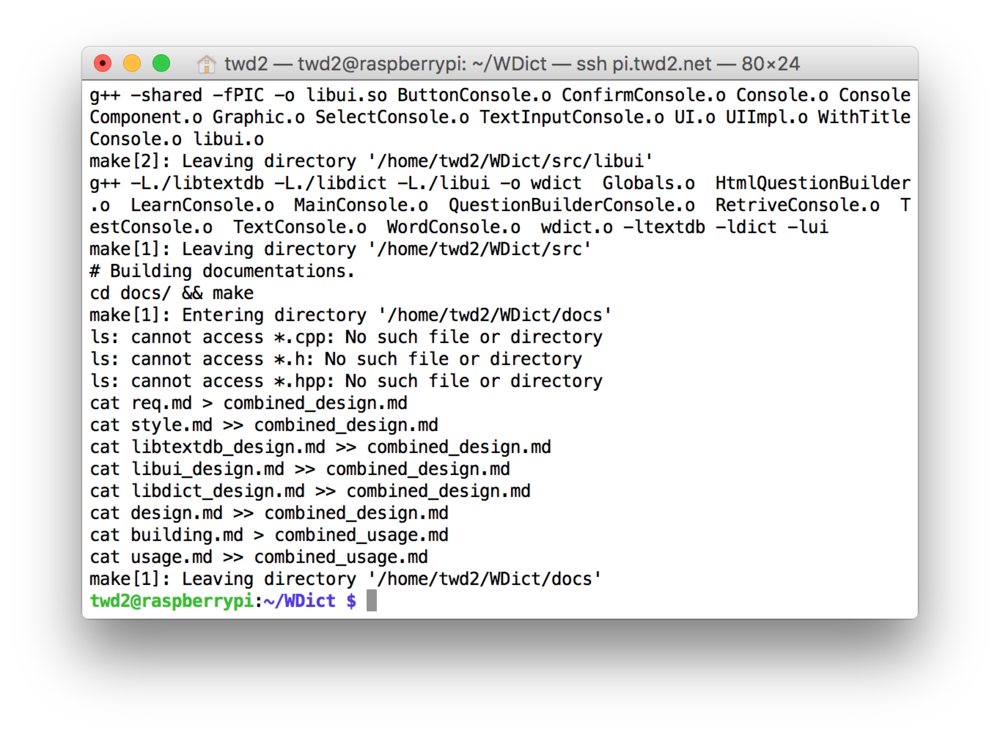 twd2 — twd2@raspberrypi: ~/WDict — ssh pi.twd2.net — 80×24
g++ -shared -fPIC -o libui.so ButtonConsole.o ConfirmConsole.o Console.o Console
Component.o Graphic.o SelectConsole.o TextInputConsole.o UI.o UIImpl.o WithTitle
Console.o libui.o
make[2]: Leaving directory '/home/twd2/WDict/src/libui'
g++ -L./libtextdb -L./libdict -L./libui -o wdict  Globals.o  HtmlQuestionBuilder
.o  LearnConsole.o  MainConsole.o  QuestionBuilderConsole.o  RetriveConsole.o  T
estConsole.o  TextConsole.o  WordConsole.o  wdict.o -ltextdb -ldict -lui
make[1]: Leaving directory '/home/twd2/WDict/src'
# Building documentations.
cd docs/ && make
make[1]: Entering directory '/home/twd2/WDict/docs'
ls: cannot access *.cpp: No such file or directory
ls: cannot access *.h: No such file or directory
ls: cannot access *.hpp: No such file or directory
cat req.md > combined_design.md
cat style.md >> combined_design.md
cat libtextdb_design.md >> combined_design.md
cat libui_design.md >> combined_design.md
cat libdict_design.md >> combined_design.md
cat design.md >> combined_design.md
cat building.md > combined_usage.md
cat usage.md >> combined_usage.md
make[1]: Leaving directory '/home/twd2/WDict/docs'
twd2@raspberrypi:~/WDict $